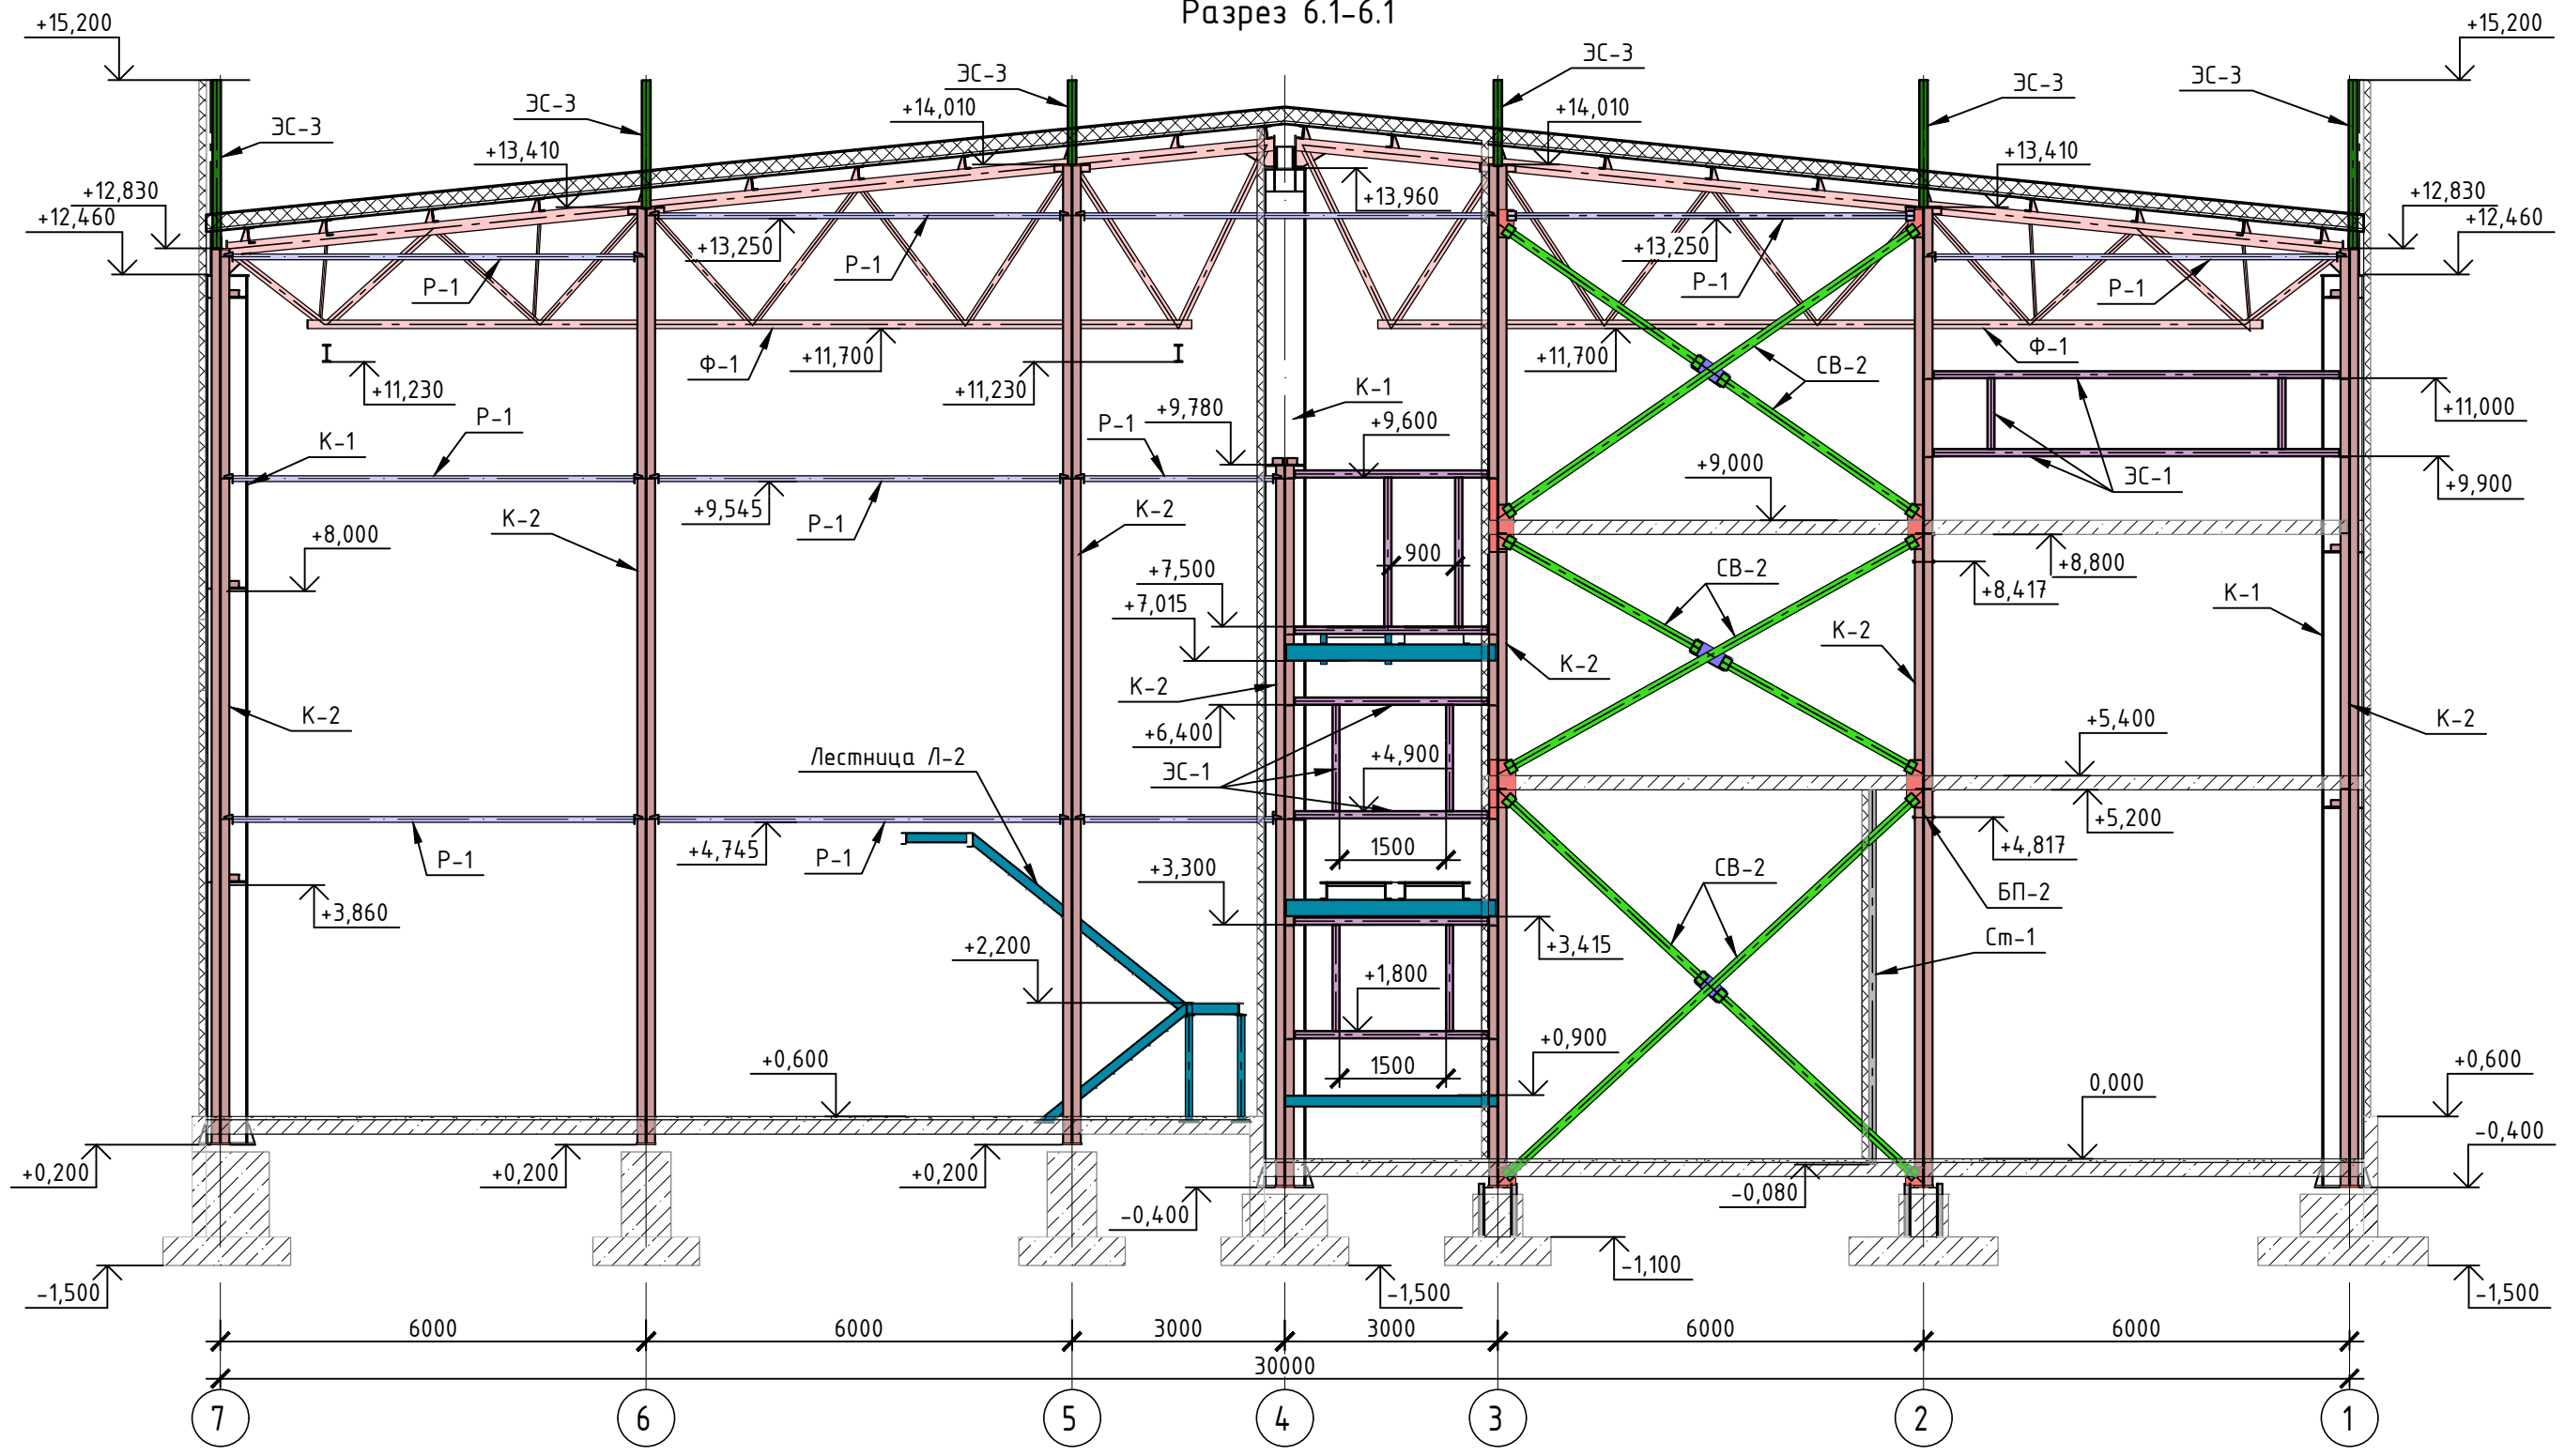 Разрез 6.1-6.1
+15,200
ЭС-3
ЭС-3
+15,200
ЭС-3
ЭС-3
ЭС-3
ЭС-3
+14,010
+14,010
+13,410
+13,410
+12,830
+12,460
+13,960
+12,830
+12,460
+13,250
+13,250
Р-1
Р-1
Р-1
Р-1
Ф-1
+11,700
+11,700
Ф-1
+11,230
+11,230
СВ-2
К-1
+9,780
+9,600
+11,000
Р-1
Р-1
К-1
+9,000
ЭС-1
+9,900
К-2
+9,545
Р-1
К-2
+8,000
900
+7,500
СВ-2
+8,800
+8,417
К-1
+7,015
К-2
К-2
К-2
К-2
+5,400
К-2
+6,400
Лестница Л-2
ЭС-1
+4,900
+5,200
Р-1
+4,745
Р-1
1500
+4,817
+3,300
СВ-2
БП-2
+3,860
+2,200
+3,415
Ст-1
+1,800
+0,900
+0,600
1500
0,000
+0,600
+0,200
+0,200
+0,200
-0,400
-0,080
-0,400
-1,500
-1,500
-1,100
-1,500
6000
6000
3000
3000
6000
6000
30000
7
6
5
4
3
2
1